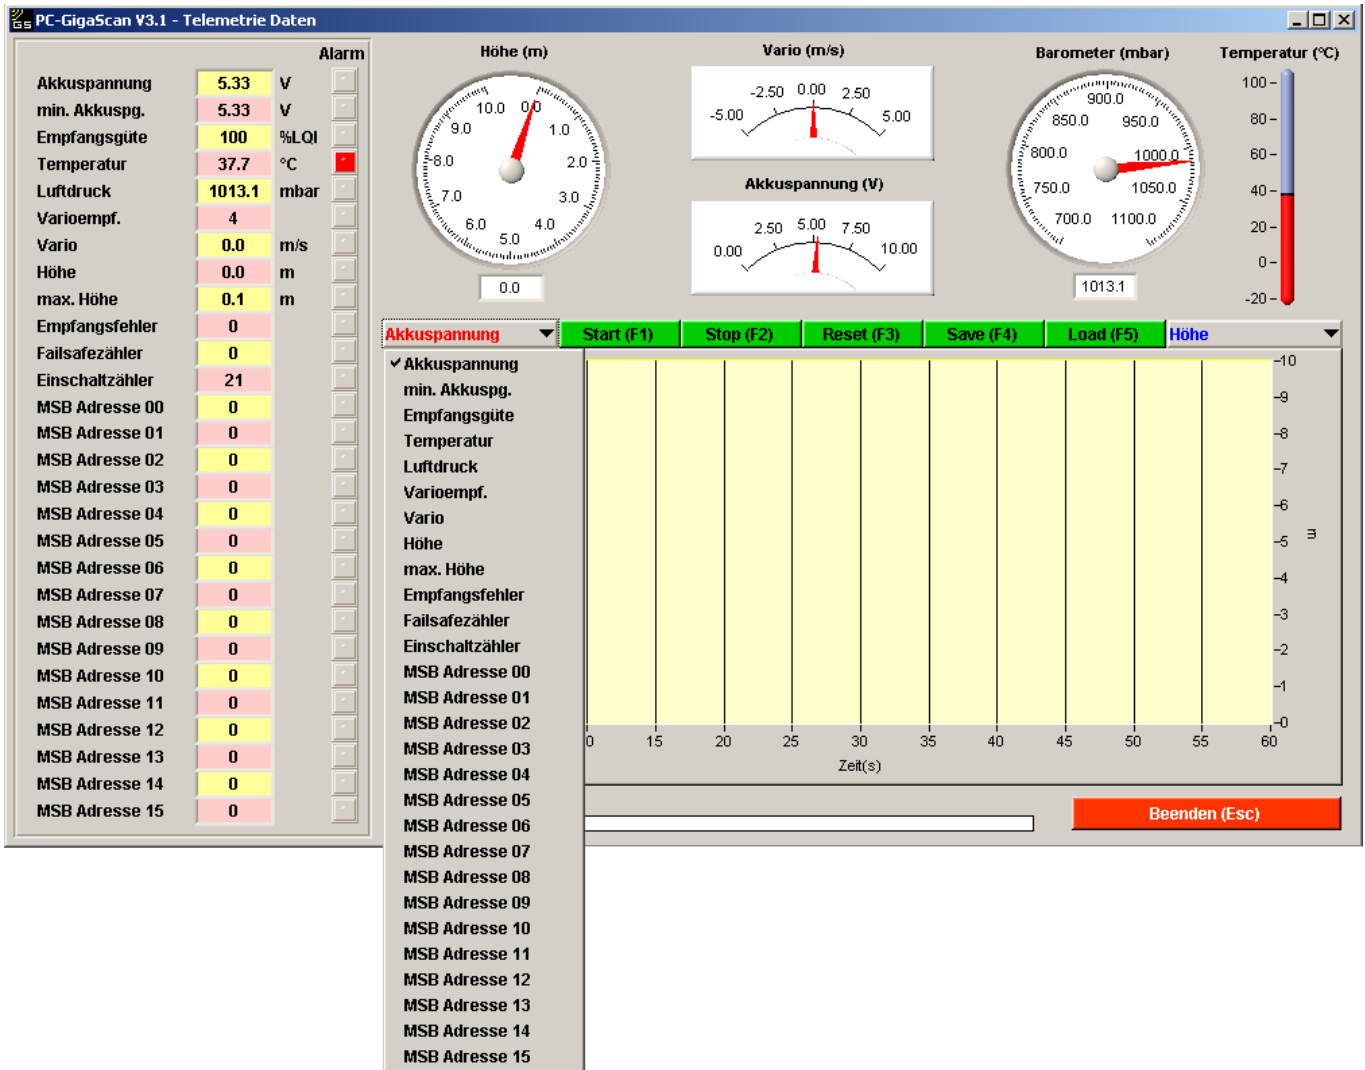 GS PC-GigaScan V3.1 - Telemetrie Daten
Alarm
Akkuspannung 5.33 V
min. Akkuspg. 5.33 V
Empfangsgüte 100 %LQI
Temperatur 37.7 °C
Luftdruck 1013.1 mbar
Varioempf. 4
Vario 0.0 m/s
Höhe 0.0 m
max. Höhe 0.1 m
Empfangsfehler 0
Failsafezähler 0
Einschaltzähler 21
MSB Adresse 00 0
MSB Adresse 01 0
MSB Adresse 02 0
MSB Adresse 03 0
MSB Adresse 04 0
MSB Adresse 05 0
MSB Adresse 06 0
MSB Adresse 07 0
MSB Adresse 08 0
MSB Adresse 09 0
MSB Adresse 10 0
MSB Adresse 11 0
MSB Adresse 12 0
MSB Adresse 13 0
MSB Adresse 14 0
MSB Adresse 15 0
Höhe (m)
0.0 1.0 2.0 3.0 4.0 5.0 6.0 7.0 8.0 9.0 10.0
0.0
Vario (m/s)
-5.00 -2.50 0.00 2.50 5.00
Akkuspannung (V)
0.00 2.50 5.00 7.50 10.00
Barometer (mbar)
700.0 750.0 800.0 850.0 900.0 950.0 1000.0 1050.0 1100.0
1013.1
Temperatur (°C)
100
80
60
40
20
0
-20
Akkuspannung Start (F1) Stop (F2) Reset (F3) Save (F4) Load (F5) Höhe
Akkuspannung
min. Akkuspg.
Empfangsgüte
Temperatur
Luftdruck
Varioempf.
Vario
Höhe
max. Höhe
Empfangsfehler
Failsafezähler
Einschaltzähler
MSB Adresse 00
MSB Adresse 01
MSB Adresse 02
MSB Adresse 03
MSB Adresse 04
MSB Adresse 05
MSB Adresse 06
MSB Adresse 07
MSB Adresse 08
MSB Adresse 09
MSB Adresse 10
MSB Adresse 11
MSB Adresse 12
MSB Adresse 13
MSB Adresse 14
MSB Adresse 15
10
9
8
7
6
5
4
3
2
1
0
m
0 15 20 25 30 35 40 45 50 55 60
Zeit(s)
Beenden (Esc)